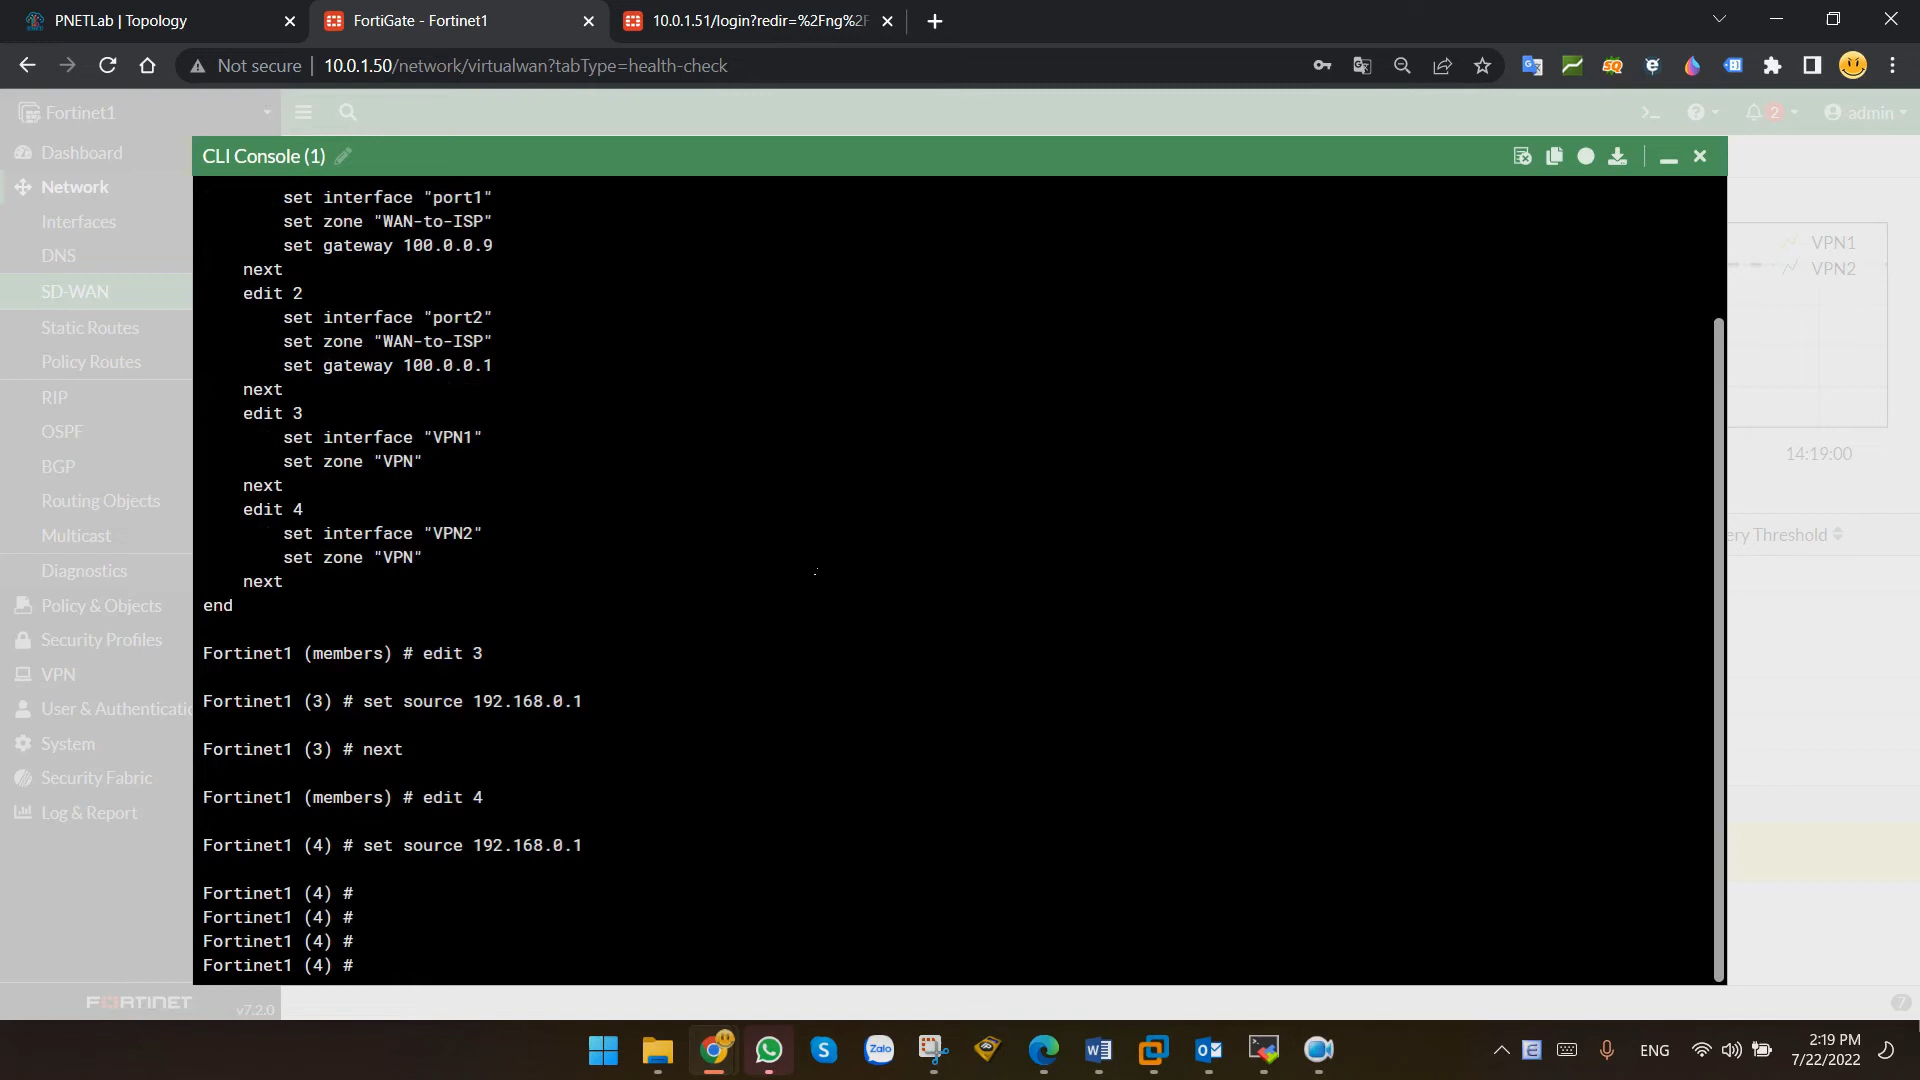 PNETLab | Topology
FortiGate - Fortinet1
10.0.1.51/login?redir=%2Fng%2F
Not secure
10.0.1.50/network/virtualwan?tabType=health-check
Fortinet1
2
admin
Dashboard
Network
Interfaces
DNS
SD-WAN
Static Routes
Policy Routes
RIP
OSPF
BGP
Routing Objects
Multicast
Diagnostics
Policy & Objects
Security Profiles
VPN
User & Authenticatio
System
Security Fabric
Log & Report
FORTINET
v7.2.0
CLI Console (1)
set interface "port1"
set zone "WAN-to-ISP"
set gateway 100.0.0.9
next
edit 2
set interface "port2"
set zone "WAN-to-ISP"
set gateway 100.0.0.1
next
edit 3
set interface "VPN1"
set zone "VPN"
next
edit 4
set interface "VPN2"
set zone "VPN"
next
end
Fortinet1 (members) # edit 3
Fortinet1 (3) # set source 192.168.0.1
Fortinet1 (3) # next
Fortinet1 (members) # edit 4
Fortinet1 (4) # set source 192.168.0.1
Fortinet1 (4) #
Fortinet1 (4) #
Fortinet1 (4) #
Fortinet1 (4) #
VPN1
VPN2
14:19:00
ery Threshold
7
Zalo
ENG
2:19 PM
7/22/2022